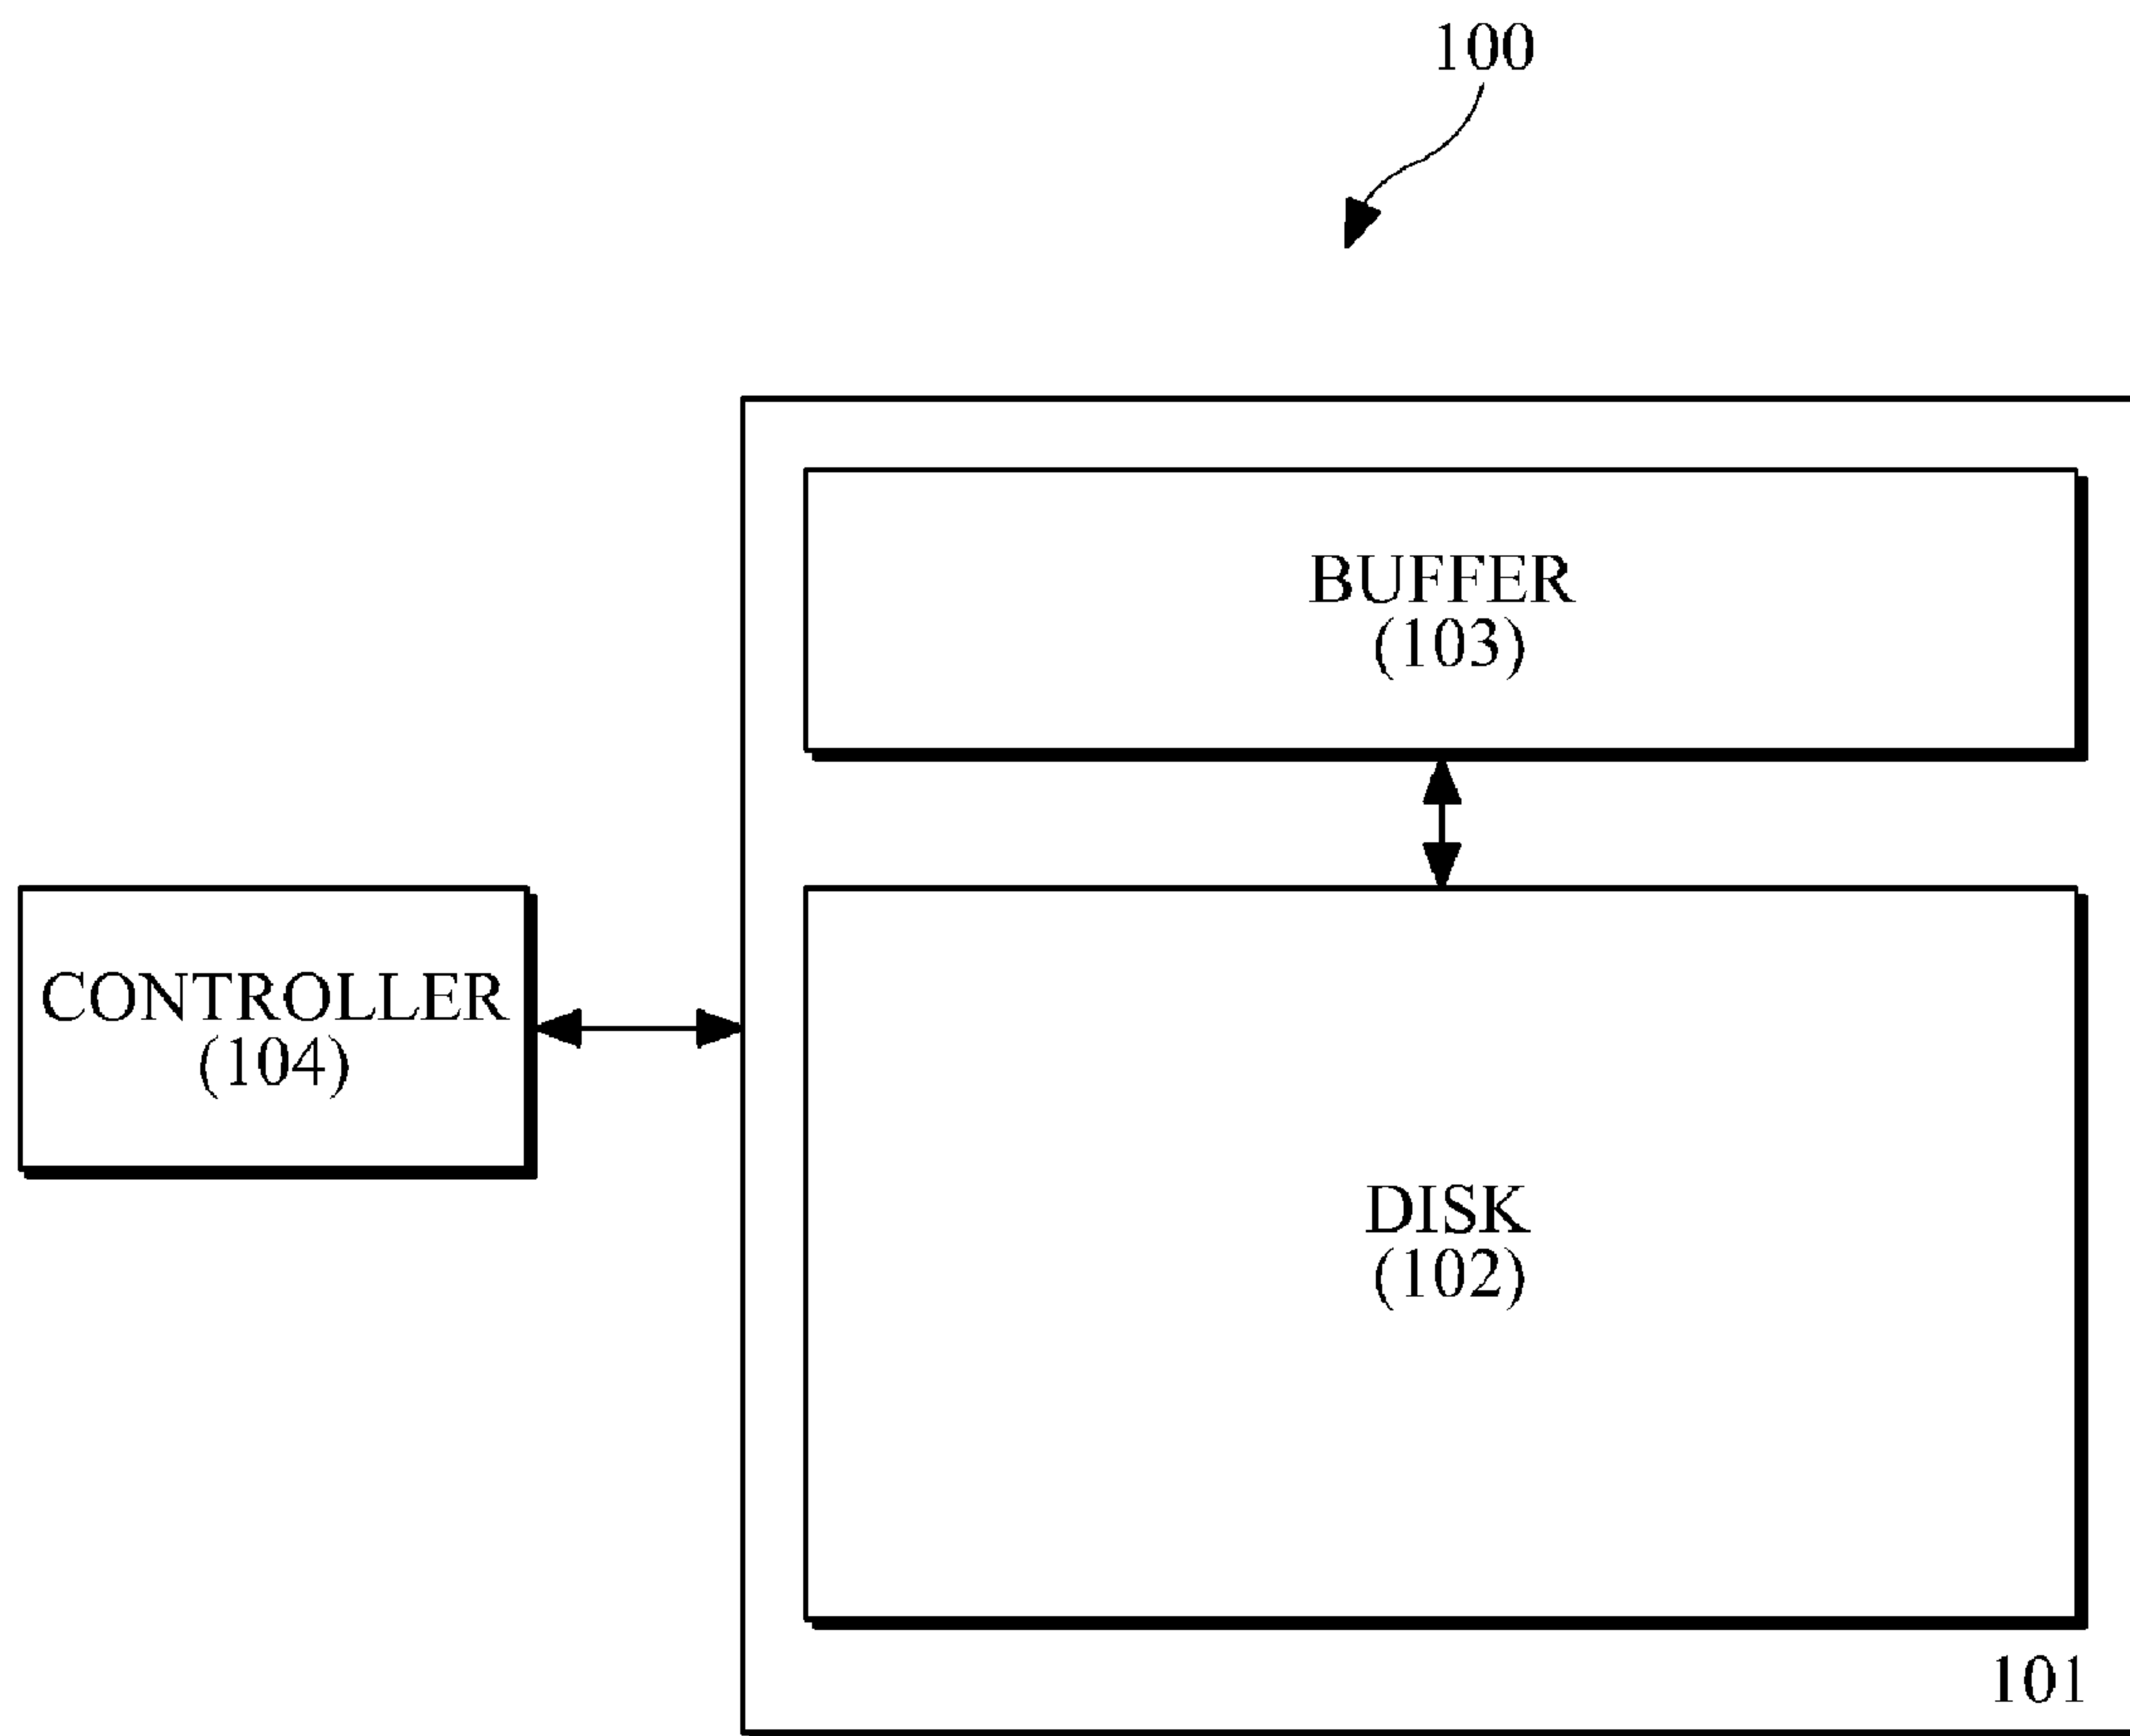 100
BUFFER
(103)
CONTROLLER
(104)
DISK
(102)
101